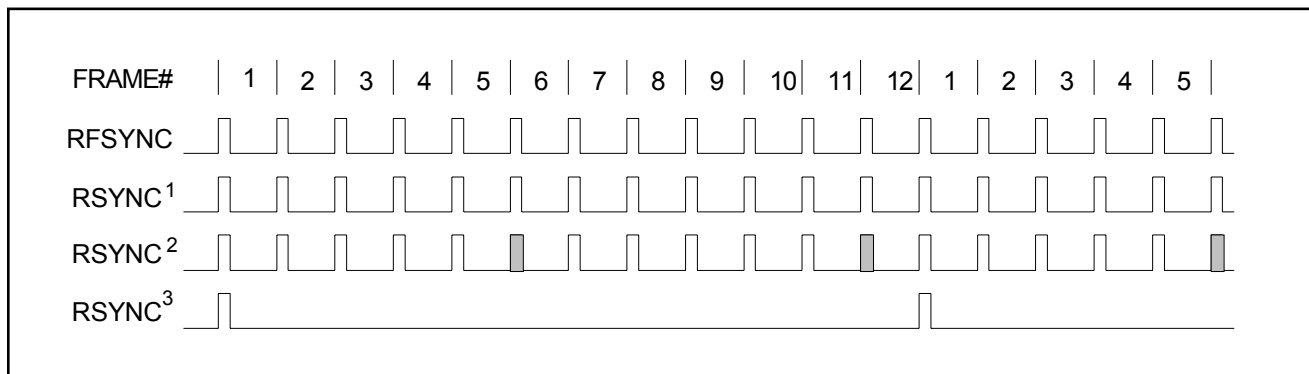 FRAME# 1 2 3 4 5 6 7 8 9 10 11 12 1 2 3 4 5
RFSYNC
RSYNC1
RSYNC2
RSYNC3